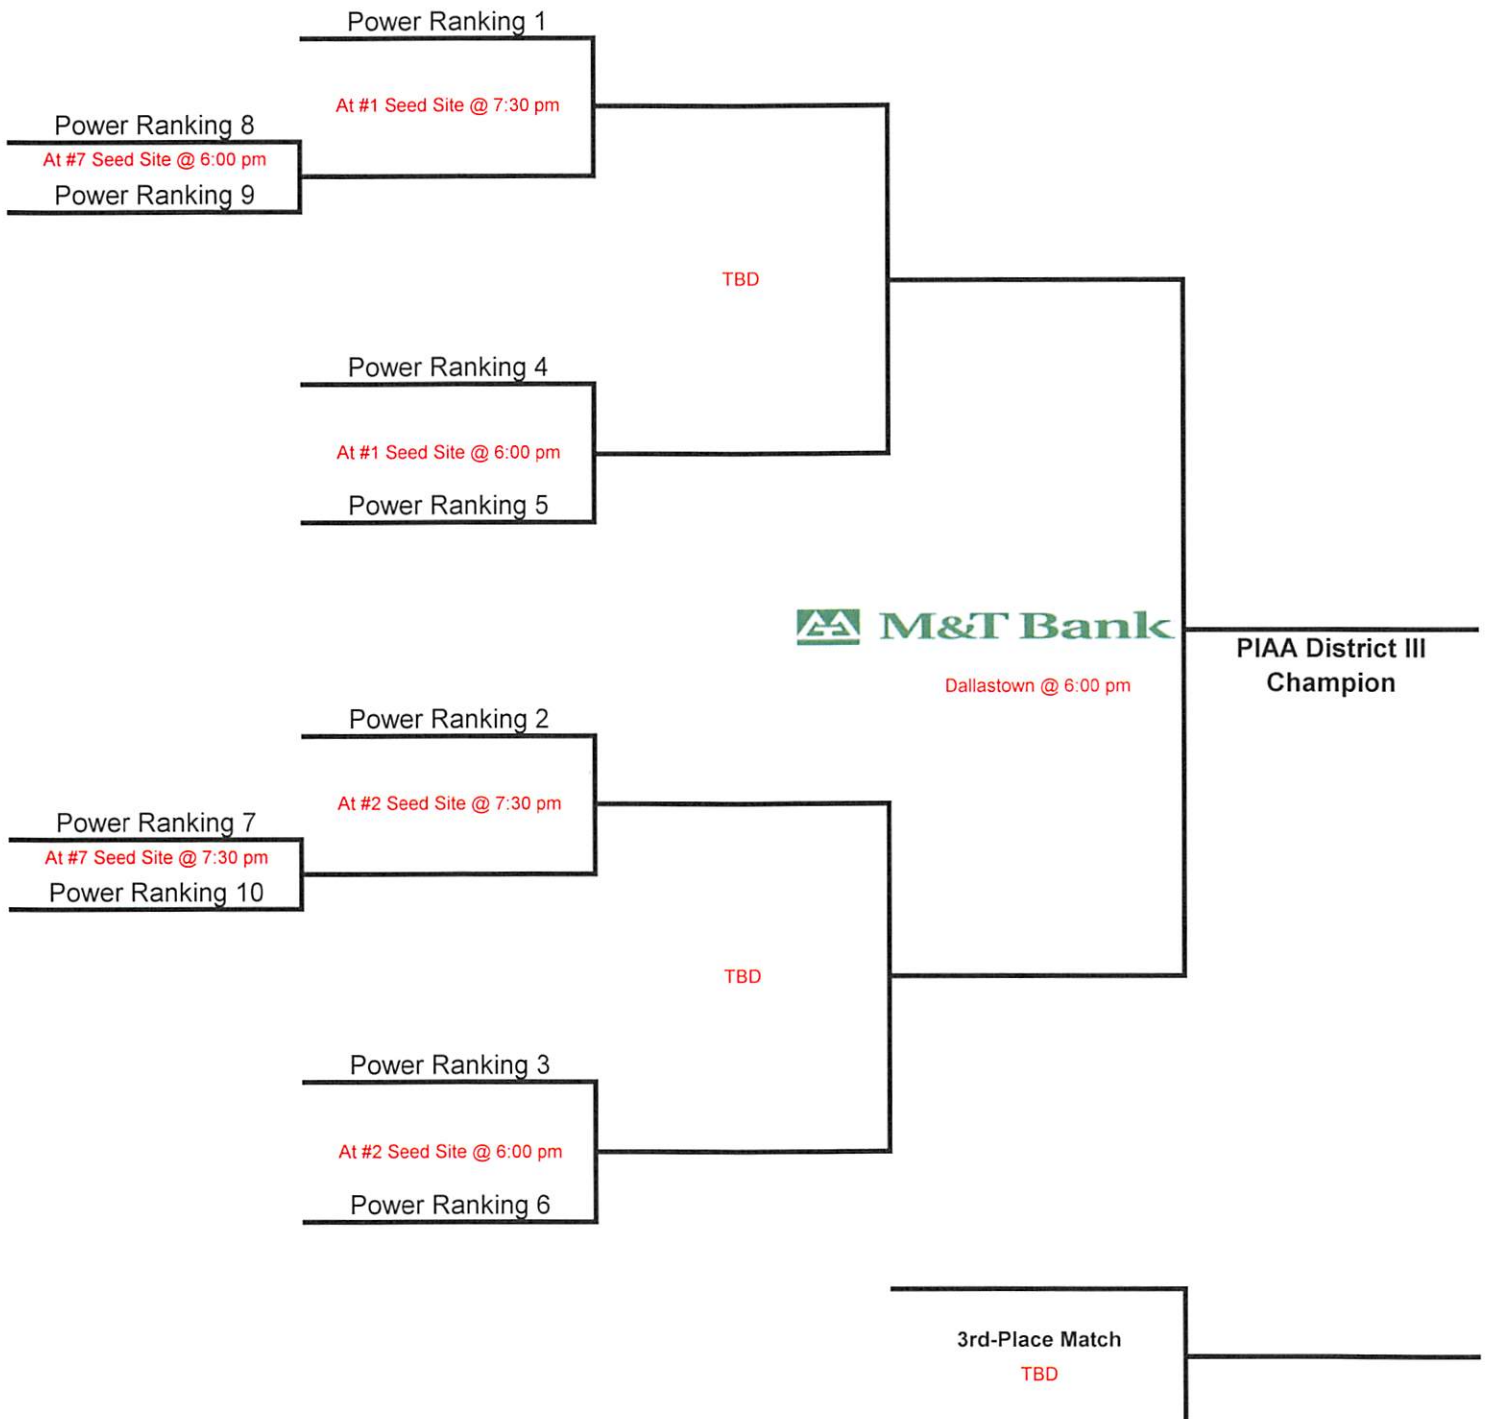 Power Ranking 1
At #1 Seed Site @ 7:30 pm
Power Ranking 8
At #7 Seed Site @ 6:00 pm
Power Ranking 9
TBD
Power Ranking 4
At #1 Seed Site @ 6:00 pm
Power Ranking 5
M&T Bank
Dallastown @ 6:00 pm
PIAA District III
Champion
Power Ranking 2
At #2 Seed Site @ 7:30 pm
Power Ranking 7
At #7 Seed Site @ 7:30 pm
Power Ranking 10
TBD
Power Ranking 3
At #2 Seed Site @ 6:00 pm
Power Ranking 6
3rd-Place Match
TBD